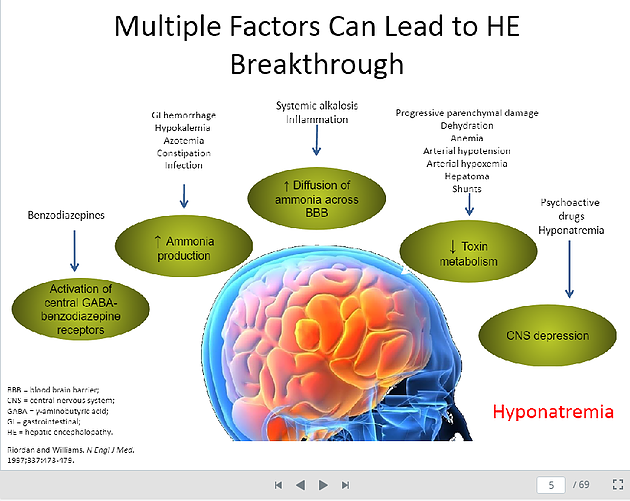 Multiple Factors Can Lead to HE
Breakthrough
Benzodiazepines
Activation of
central GABA-
benzodiazepine
receptors
GI hemorrhage
Hypokalemia
Azotemia
Constipation
Infection
↑ Ammonia
production
Systemic alkalosis
Inflammation
↑ Diffusion of
ammonia across
BBB
Progressive parenchymal damage
Dehydration
Anemia
Arterial hypotension
Arterial hypoxemia
Hepatoma
Shunts
↓ Toxin
metabolism
Psychoactive
drugs
Hyponatremia
CNS depression
Hyponatremia
BBB = blood brain barrier;
CNS = central nervous system;
GABA = γ-aminobutyric acid;
GI = gastrointestinal;
HE = hepatic encephalopathy.
Riordan and Williams. N Engl J Med.
1997;337:473-479.
5 / 69